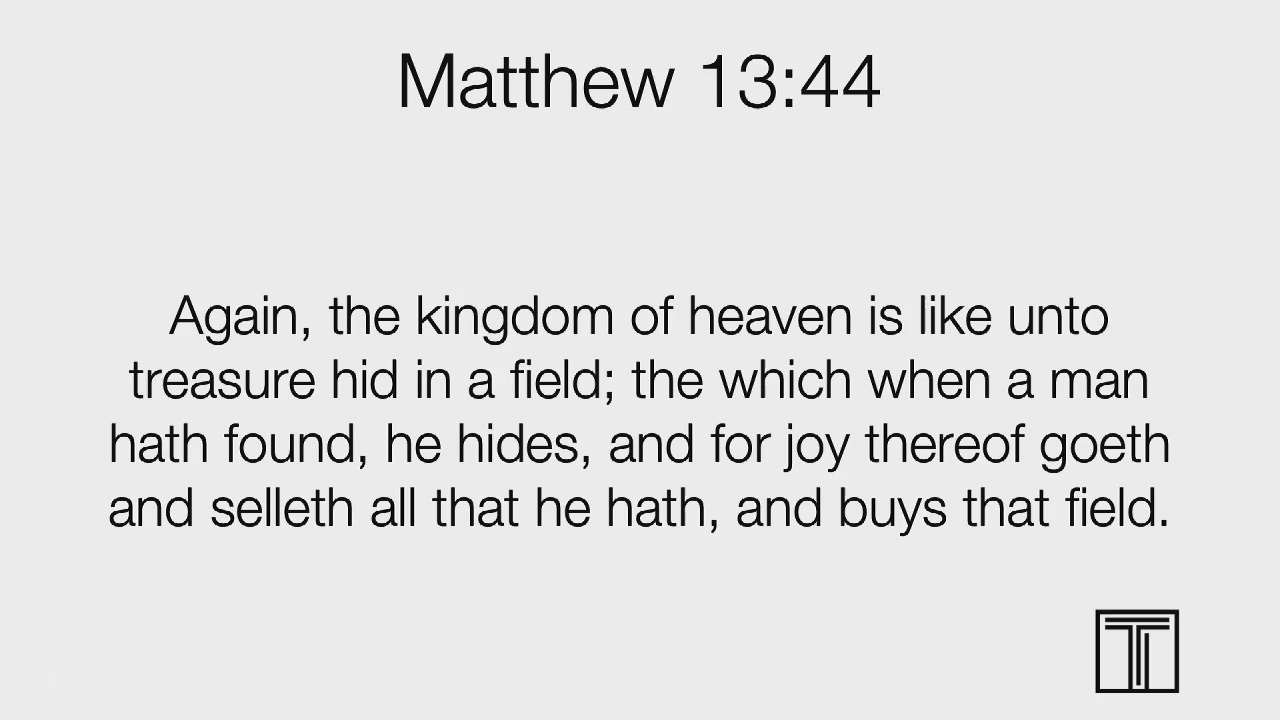 Matthew 13:44
Again, the kingdom of heaven is like unto
treasure hid in a field; the which when a man
hath found, he hides, and for joy thereof goeth
and selleth all that he hath, and buys that field.
T